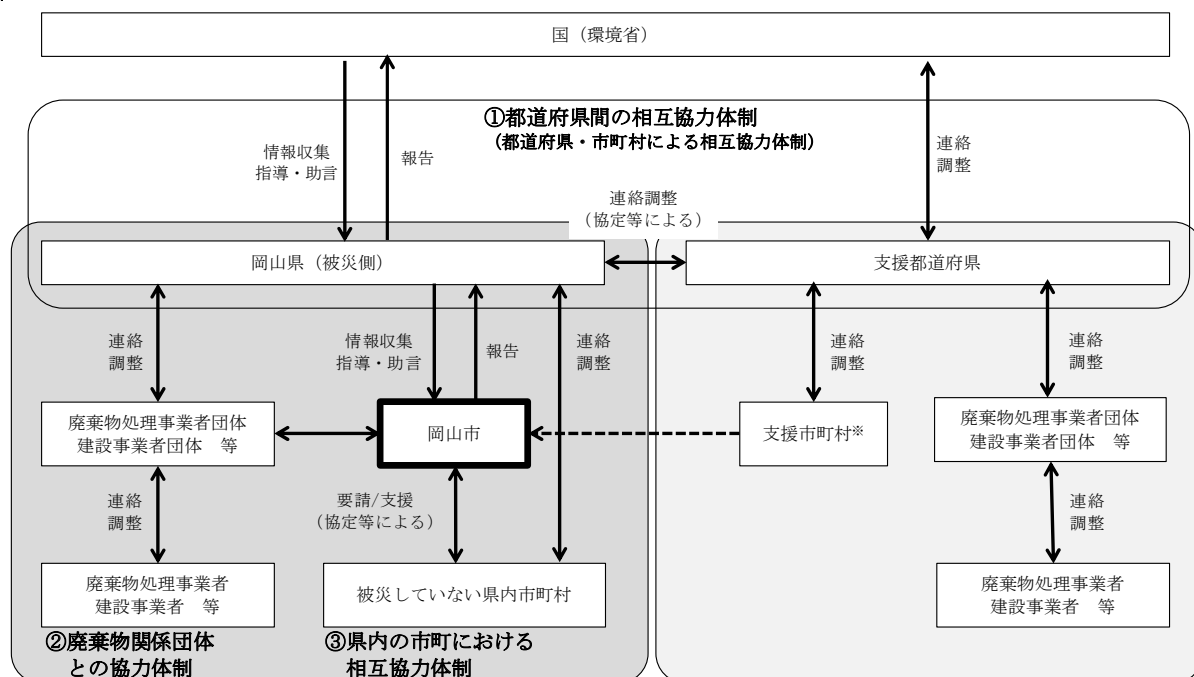 国（環境省）
①都道府県間の相互協力体制
（都道府県・市町村による相互協力体制）
情報収集
指導・助言
報告
連絡
調整
連絡調整
（協定等による）
岡山県（被災側）
支援都道府県
連絡
調整
情報収集
指導・助言
報告
連絡
調整
連絡
調整
連絡
調整
廃棄物処理事業者団体
建設事業者団体　等
岡山市
支援市町村※
廃棄物処理事業者団体
建設事業者団体　等
連絡
調整
要請/支援
（協定等による）
連絡
調整
廃棄物処理事業者
建設事業者　等
被災していない県内市町村
廃棄物処理事業者
建設事業者　等
②廃棄物関係団体
との協力体制
③県内の市町における
相互協力体制